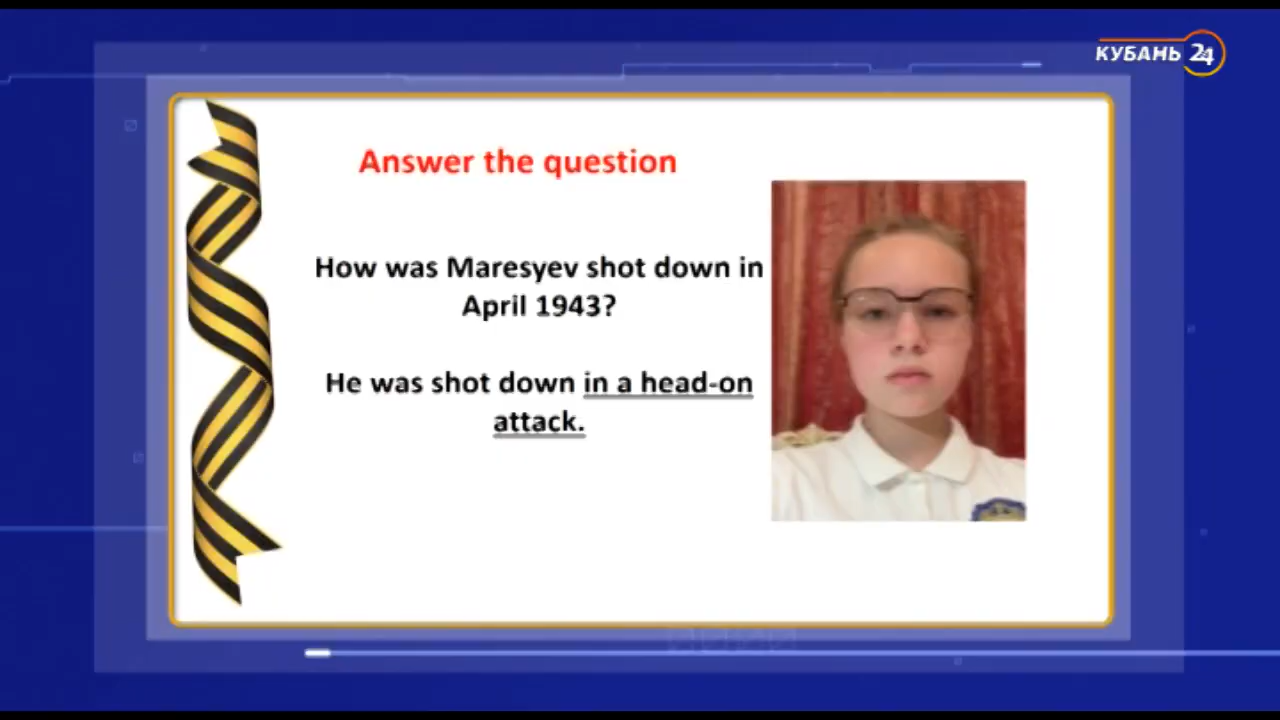 КУБАНЬ 24
Answer the question
How was Maresyev shot down in
April 1943?
He was shot down in a head-on
attack.